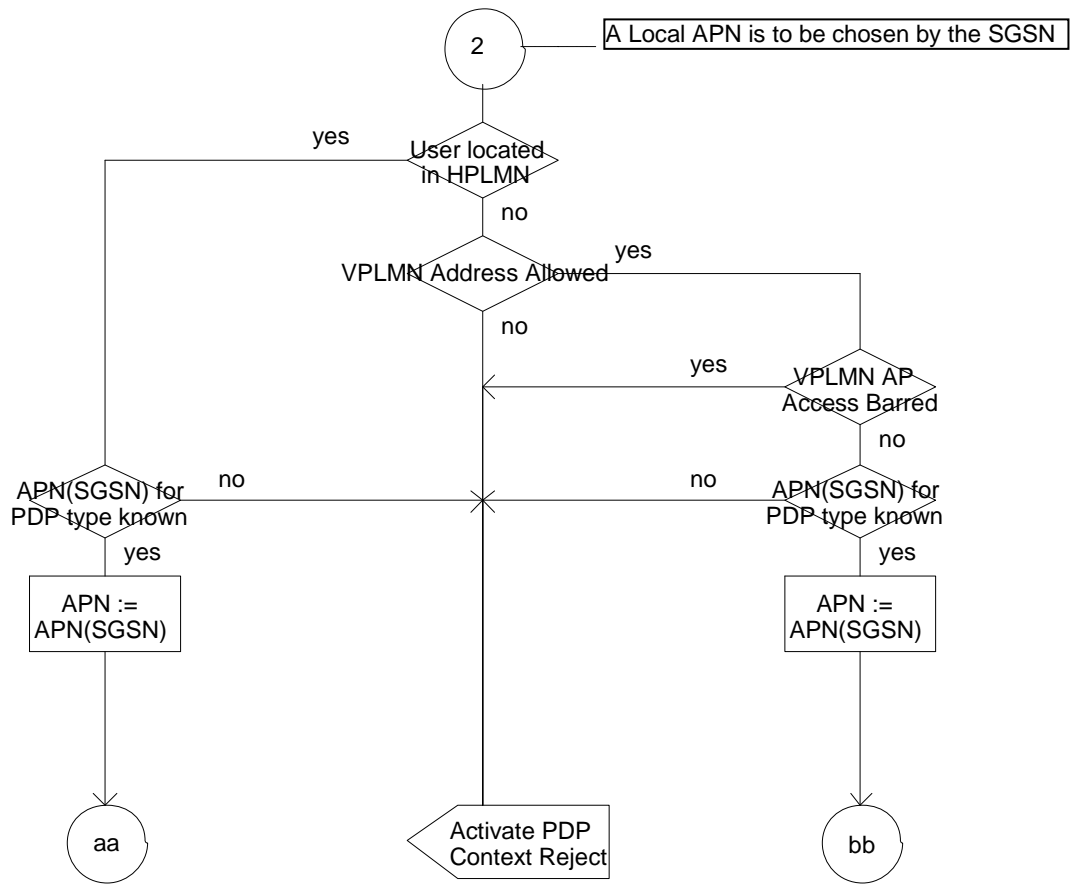 2
A Local APN is to be chosen by the SGSN
yes
User located
in HPLMN
no
yes
VPLMN Address Allowed
no
yes
VPLMN AP
Access Barred
no
APN(SGSN) for
PDP type known
no
no
APN(SGSN) for
PDP type known
yes
yes
APN :=
APN(SGSN)
APN :=
APN(SGSN)
aa
Activate PDP
Context Reject
bb